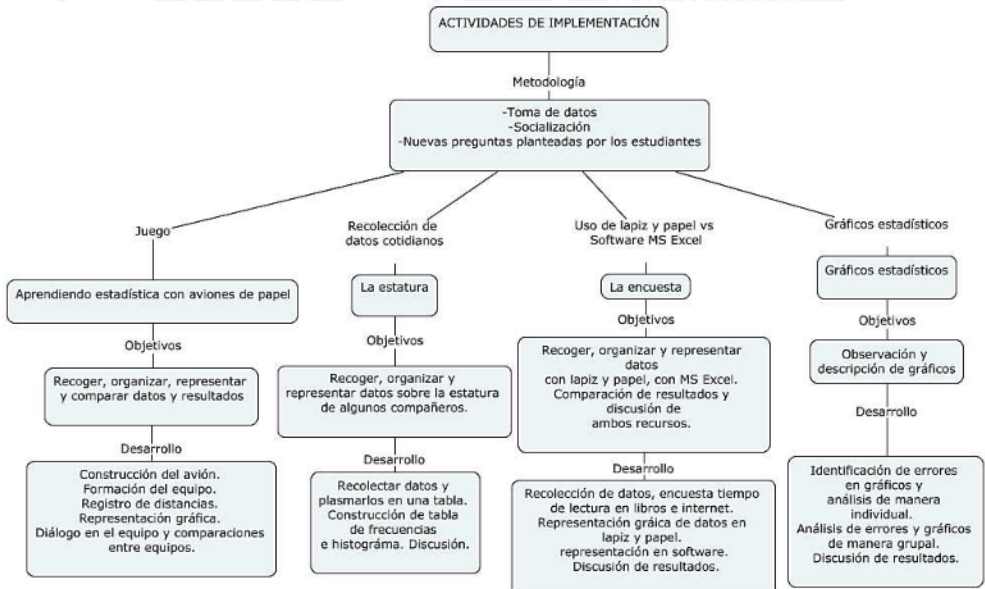 ACTIVIDADES DE IMPLEMENTACIÓN
Metodología
-Toma de datos
-Socialización
-Nuevas preguntas planteadas por los estudiantes
Juego
Aprendiendo estadística con aviones de papel
Objetivos
Recoger, organizar, representar
y comparar datos y resultados
Desarrollo
Construcción del avión.
Formación del equipo.
Registro de distancias.
Representación gráfica.
Diálogo en el equipo y comparaciones
entre equipos.
Recolección de
datos cotidianos
La estatura
Objetivos
Recoger, organizar y
representar datos sobre la estatura
de algunos compañeros.
Desarrollo
Recolectar datos y
plasmarlos en una tabla.
Construcción de tabla
de frecuencias
e histográma. Discusión.
Uso de lapiz y papel vs
Software MS Excel
La encuesta
Objetivos
Recoger, organizar y representar
datos
con lapiz y papel, con MS Excel.
Comparación de resultados y
discusión de
ambos recursos.
Desarrollo
Recolección de datos, encuesta tiempo
de lectura en libros e internet.
Representación gráica de datos en
lapiz y papel.
representación en software.
Discusión de resultados.
Gráficos estadísticos
Gráficos estadísticos
Objetivos
Observación y
descripción de gráficos
Desarrollo
Identificación de errores
en gráficos y
análisis de manera
individual.
Análisis de errores y gráficos
de manera grupal.
Discusión de resultados.